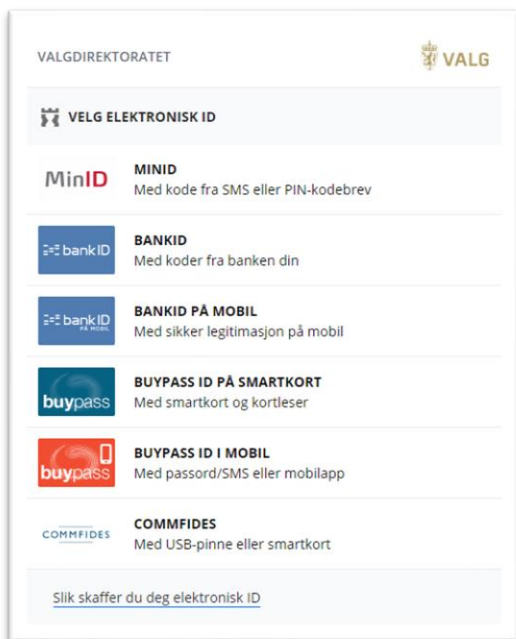 VALGDIREKTORATET
VALG
VELG ELEKTRONISK ID
MinID
MINID
Med kode fra SMS eller PIN-kodebrev
bankID
BANKID
Med koder fra banken din
bankID
PÅ MOBIL
BANKID PÅ MOBIL
Med sikker legitimasjon på mobil
buypass
BUYPASS ID PÅ SMARTKORT
Med smartkort og kortleser
buypass
BUYPASS ID I MOBIL
Med passord/SMS eller mobilapp
COMMFIDES
COMMFIDES
Med USB-pinne eller smartkort
Slik skaffer du deg elektronisk ID